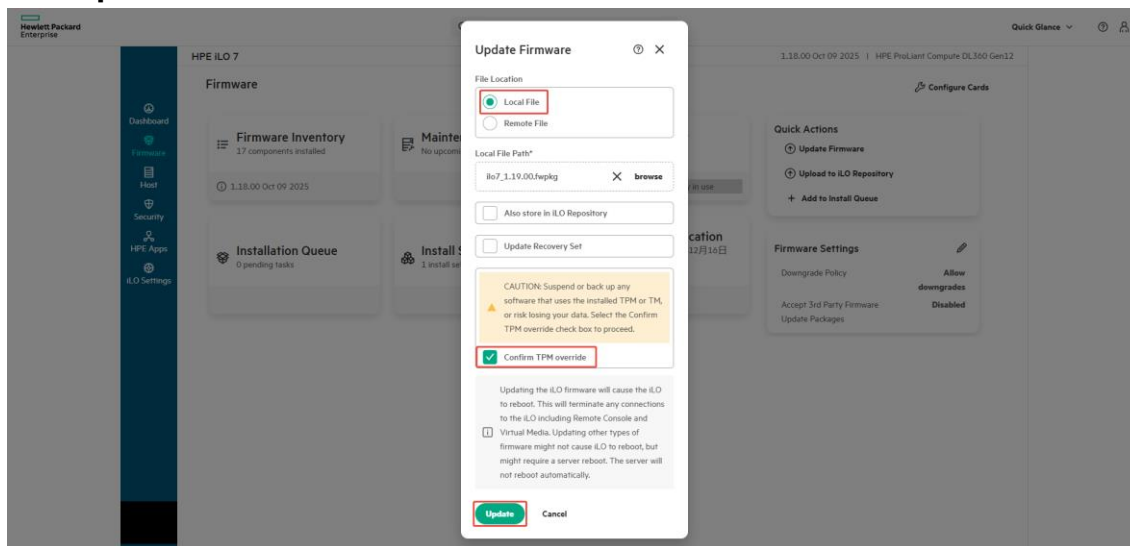 Hewlett Packard
Enterprise
Quick Glance
HPE iLO 7
1.18.00 Oct 09 2025 | HPE ProLiant Compute DL360 Gen12
Firmware
Configure Cards
Dashboard
Firmware
Host
Security
HPE Apps
iLO Settings
Firmware Inventory
17 components installed
1.18.00 Oct 09 2025
Mainte
No upcomi
y in use
Installation Queue
0 pending tasks
Install S
1 install se
cation
12月16日
Quick Actions
Update Firmware
Upload to iLO Repository
+ Add to Install Queue
Firmware Settings
Downgrade Policy
Allow
downgrades
Accept 3rd Party Firmware
Update Packages
Disabled
Update Firmware
File Location
Local File
Remote File
Local File Path*
ilo7_1.19.00.fwpkg
browse
Also store in iLO Repository
Update Recovery Set
CAUTION: Suspend or back up any
software that uses the installed TPM or TM,
or risk losing your data. Select the Confirm
TPM override check box to proceed.
Confirm TPM override
Updating the iLO firmware will cause the iLO
to reboot. This will terminate any connections
to the iLO including Remote Console and
Virtual Media. Updating other types of
firmware might not cause iLO to reboot, but
might require a server reboot. The server will
not reboot automatically.
Update
Cancel